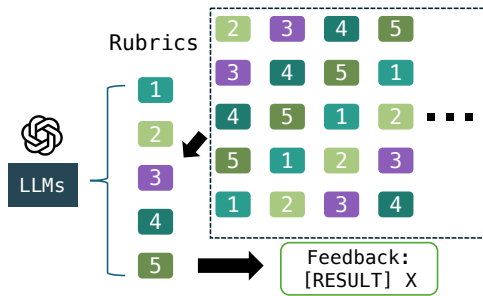 Rubrics
1
2
3
4
5
LLMs
2 3 4 5
3 4 5 1
4 5 1 2 ...
5 1 2 3
1 2 3 4
Feedback:
[RESULT] X